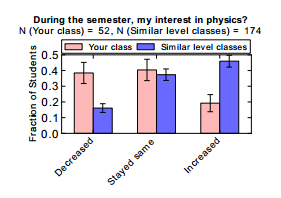 During the semester, my interest in physics?
N (Your class) = 52, N (Similar level classes) = 174
Your class
Similar level classes
Fraction of Students
0.5
0.4
0.3
0.2
0.1
0.0
Decreased
Stayed same
Increased